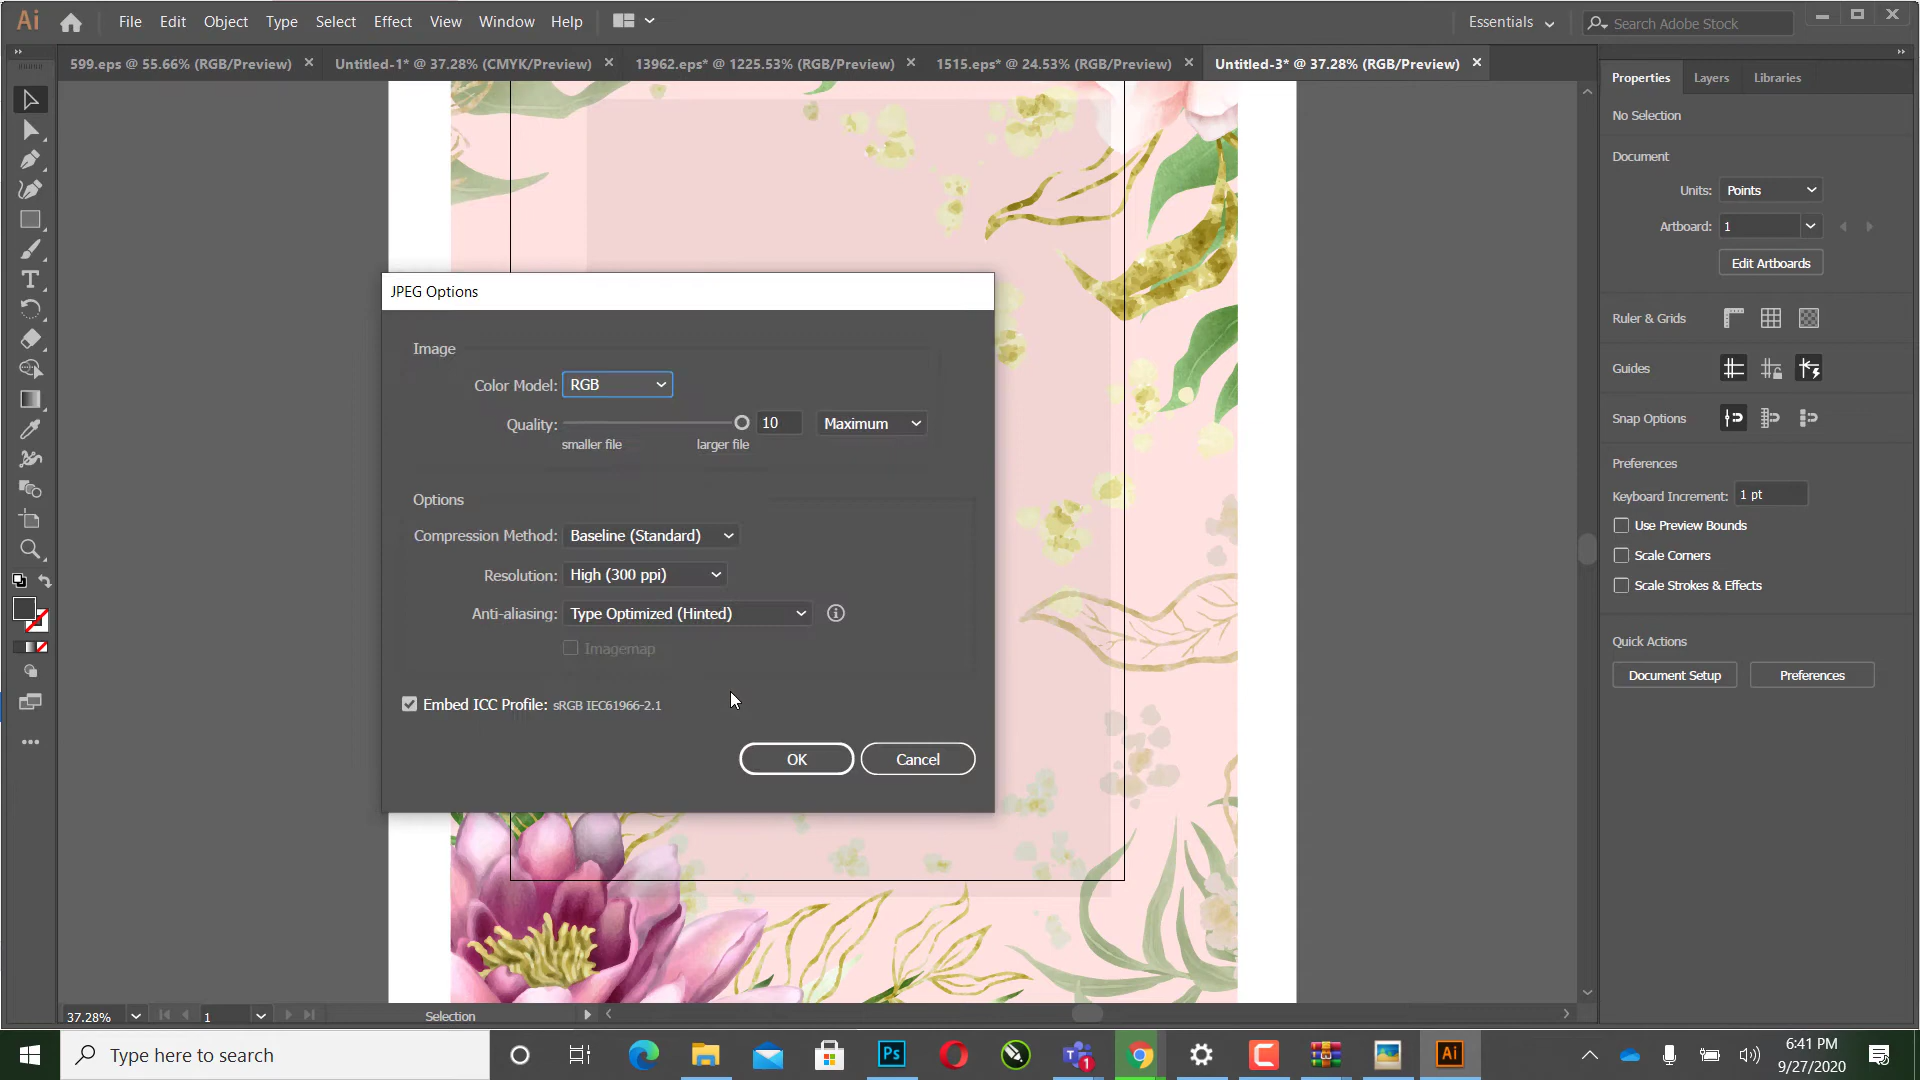 Ai File Edit Object Type Select Effect View Window Help Essentials Search Adobe Stock
599.eps @ 55.66% (RGB/Preview) × Untitled-1* @ 37.28% (CMYK/Preview) × 13962.eps* @ 1225.53% (RGB/Preview) × 1515.eps* @ 24.53% (RGB/Preview) × Untitled-3* @ 37.28% (RGB/Preview) ×
Properties Layers Libraries
No Selection
Document
Units: Points
Artboard: 1
Edit Artboards
Ruler & Grids
Guides
Snap Options
Preferences
Keyboard Increment: 1 pt
Use Preview Bounds
Scale Corners
Scale Strokes & Effects
Quick Actions
Document Setup Preferences
JPEG Options
Image
Color Model: RGB
Quality: 10 Maximum
smaller file larger file
Options
Compression Method: Baseline (Standard)
Resolution: High (300 ppi)
Anti-aliasing: Type Optimized (Hinted)
Imagemap
Embed ICC Profile: sRGB IEC61966-2.1
OK Cancel
37.28% 1 Selection
Type here to search
Ps
1
Ai
6:41 PM
9/27/2020